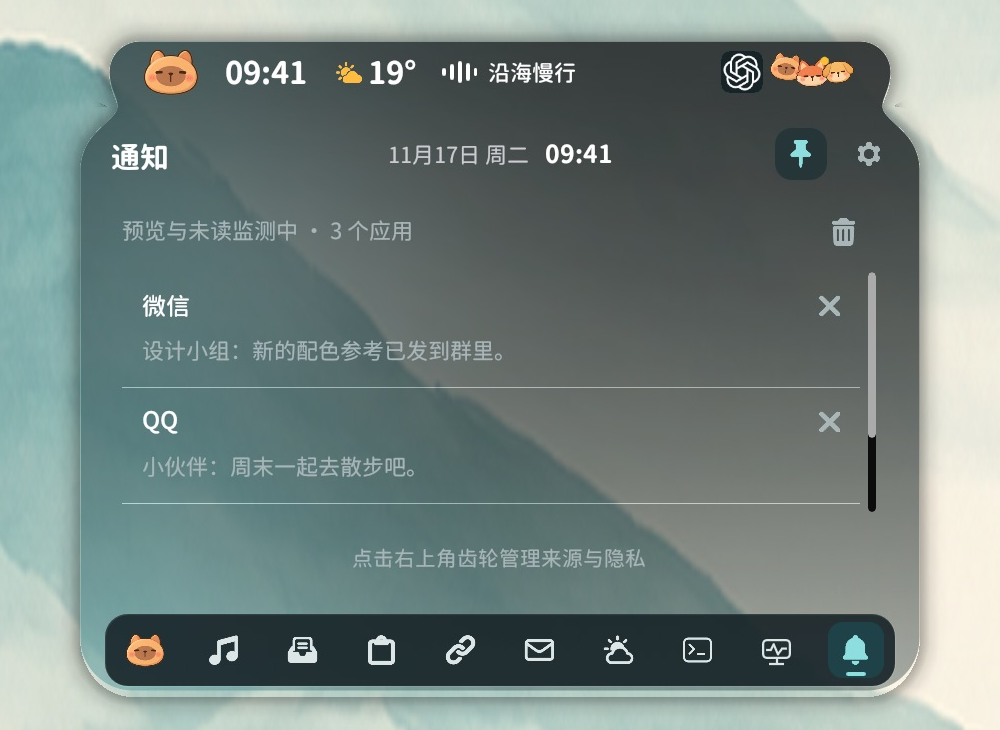 09:41 19° 沿海慢行
通知 11月17日 周二 09:41
预览与未读监测中 · 3 个应用
微信
设计小组：新的配色参考已发到群里。
QQ
小伙伴：周末一起去散步吧。
点击右上角齿轮管理来源与隐私